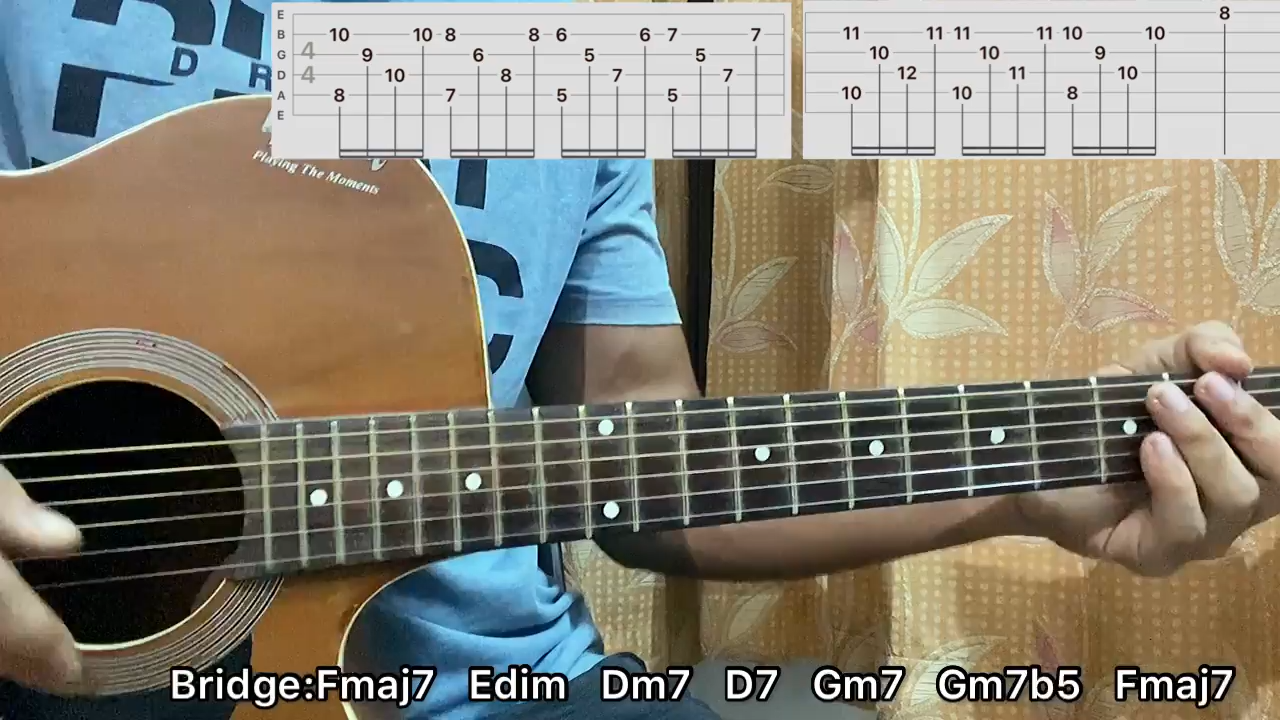 E
B 10 10 8 8 6 6 7 7
G 9 6 5 5
D 10 8 7 7
A 8 7 5 5
E
4
4
8
11 11 11 11 10 10
10 10 9
12 11 10
10 10 8
D R
Playing The Moments
Bridge:Fmaj7 Edim Dm7 D7 Gm7 Gm7b5 Fmaj7